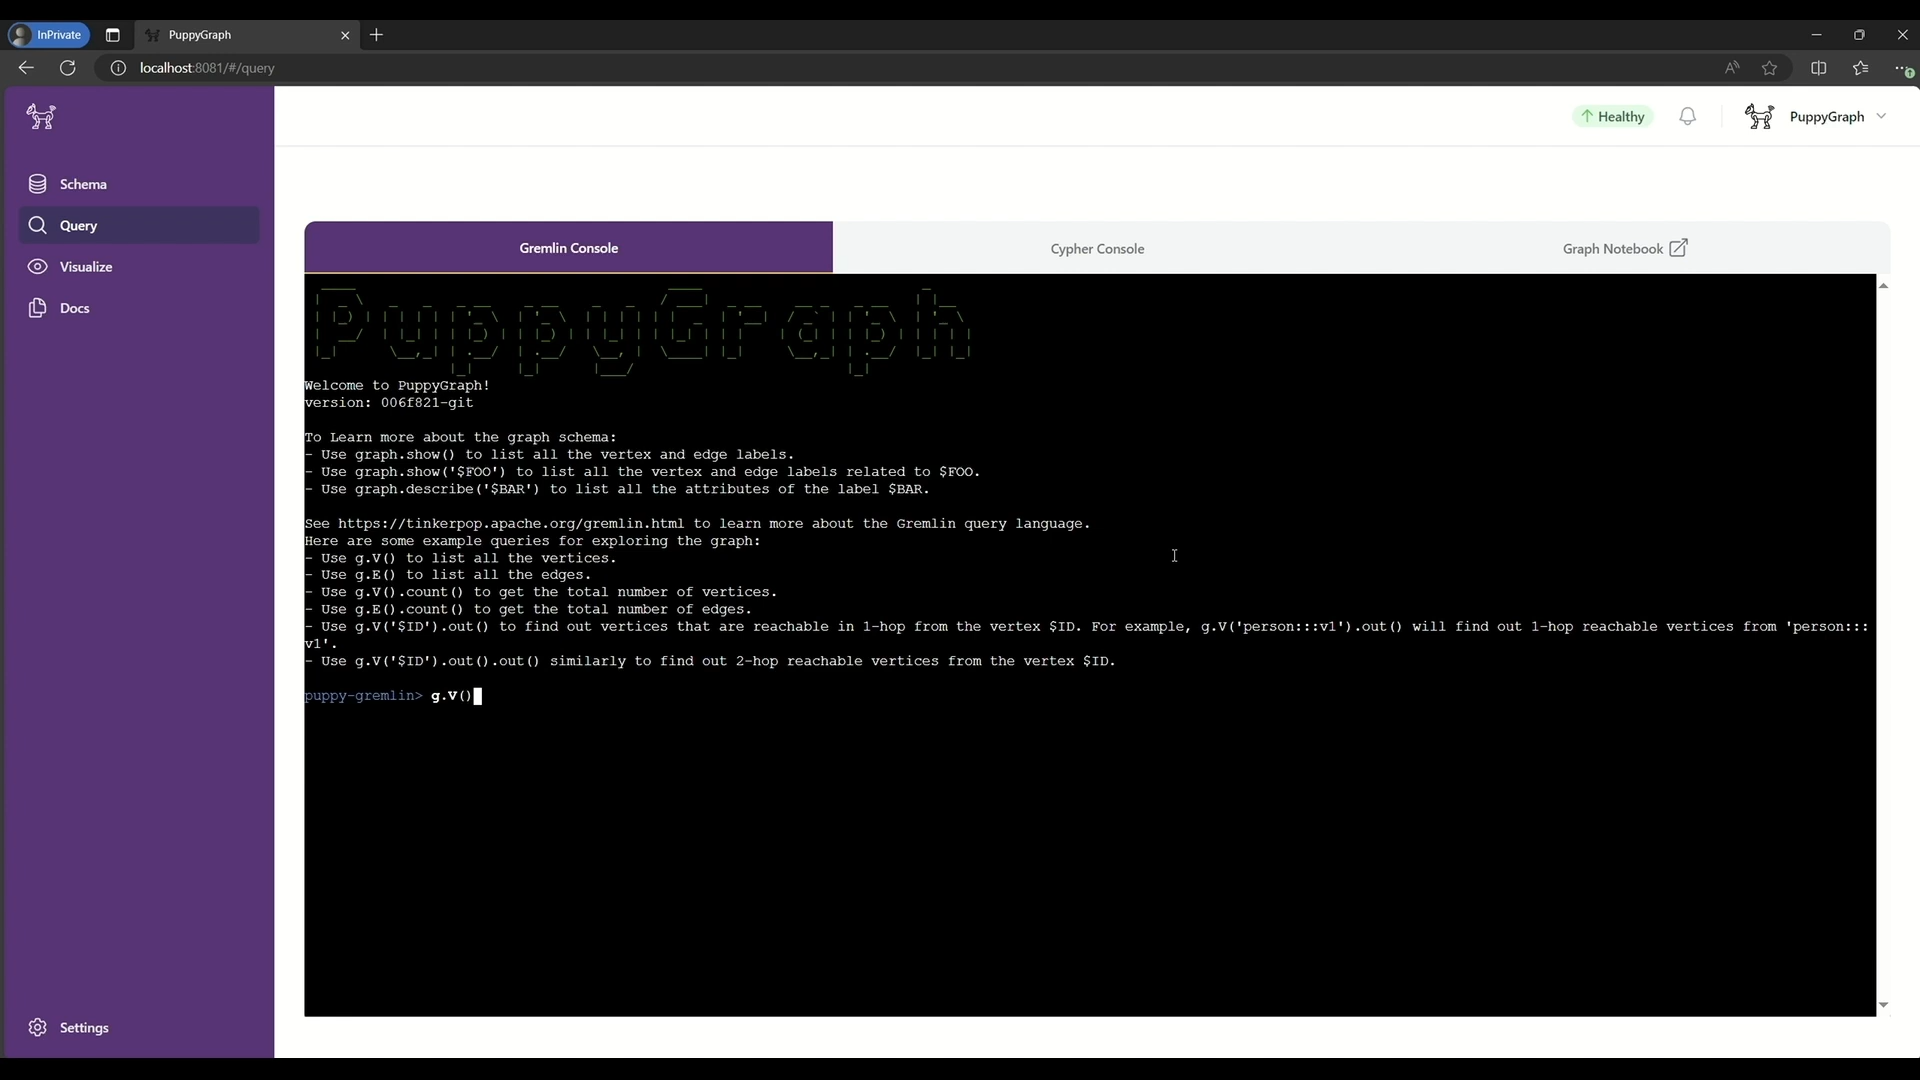 InPrivate
PuppyGraph
localhost:8081/#/query
Healthy
PuppyGraph
Schema
Query
Visualize
Docs
Settings
Gremlin Console
Cypher Console
Graph Notebook
PuppyGraph
Welcome to PuppyGraph!
version: 006f821-git
To Learn more about the graph schema:
- Use graph.show() to list all the vertex and edge labels.
- Use graph.show('$FOO') to list all the vertex and edge labels related to $FOO.
- Use graph.describe('$BAR') to list all the attributes of the label $BAR.
See https://tinkerpop.apache.org/gremlin.html to learn more about the Gremlin query language.
Here are some example queries for exploring the graph:
- Use g.V() to list all the vertices.
- Use g.E() to list all the edges.
- Use g.V().count() to get the total number of vertices.
- Use g.E().count() to get the total number of edges.
- Use g.V('$ID').out() to find out vertices that are reachable in 1-hop from the vertex $ID. For example, g.V('person:::v1').out() will find out 1-hop reachable vertices from 'person:::
v1'.
- Use g.V('$ID').out().out() similarly to find out 2-hop reachable vertices from the vertex $ID.
puppy-gremlin> g.V()